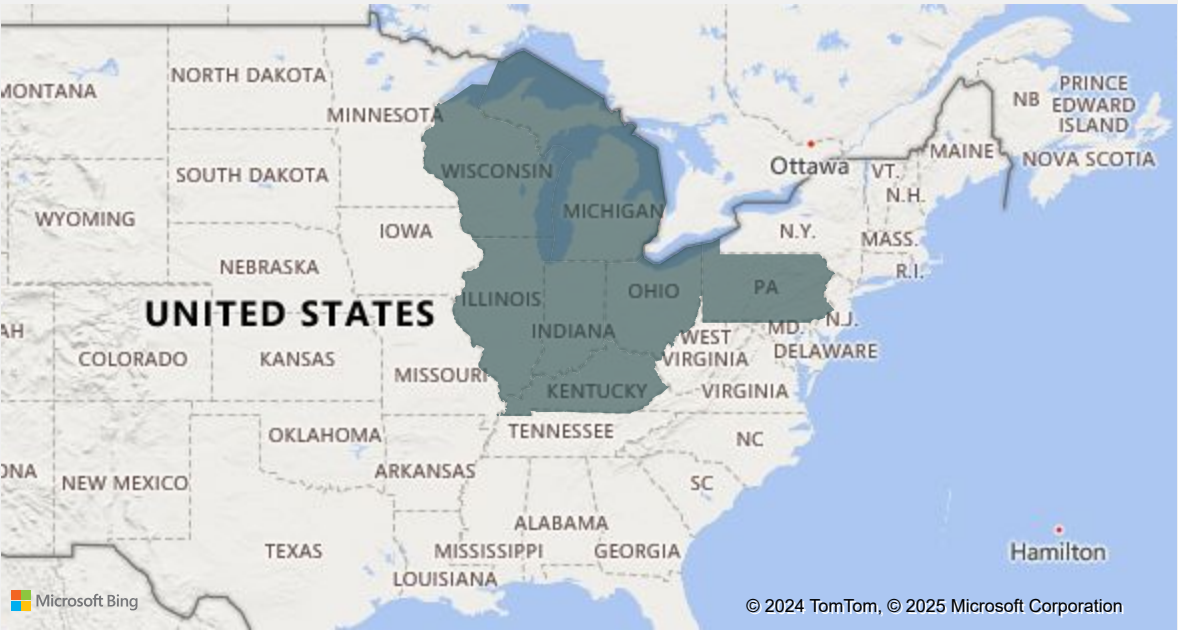 NORTH DAKOTA
MONTANA
MINNESOTA
PRINCE
EDWARD
ISLAND
NB
NOVA SCOTIA
MAINE
Ottawa
VT.
N.H.
WISCONSIN
SOUTH DAKOTA
WYOMING
IOWA
MICHIGAN
N.Y.
MASS.
R.I.
NEBRASKA
ILLINOIS
OHIO
PA
UNITED STATES
INDIANA
MD.
N.J.
AH
COLORADO
KANSAS
WEST
VIRGINIA
DELAWARE
MISSOURI
KENTUCKY
VIRGINIA
OKLAHOMA
TENNESSEE
NC
ONA
NEW MEXICO
ARKANSAS
SC
ALABAMA
TEXAS
MISSISSIPPI
GEORGIA
Hamilton
LOUISIANA
Microsoft Bing
© 2024 TomTom, © 2025 Microsoft Corporation